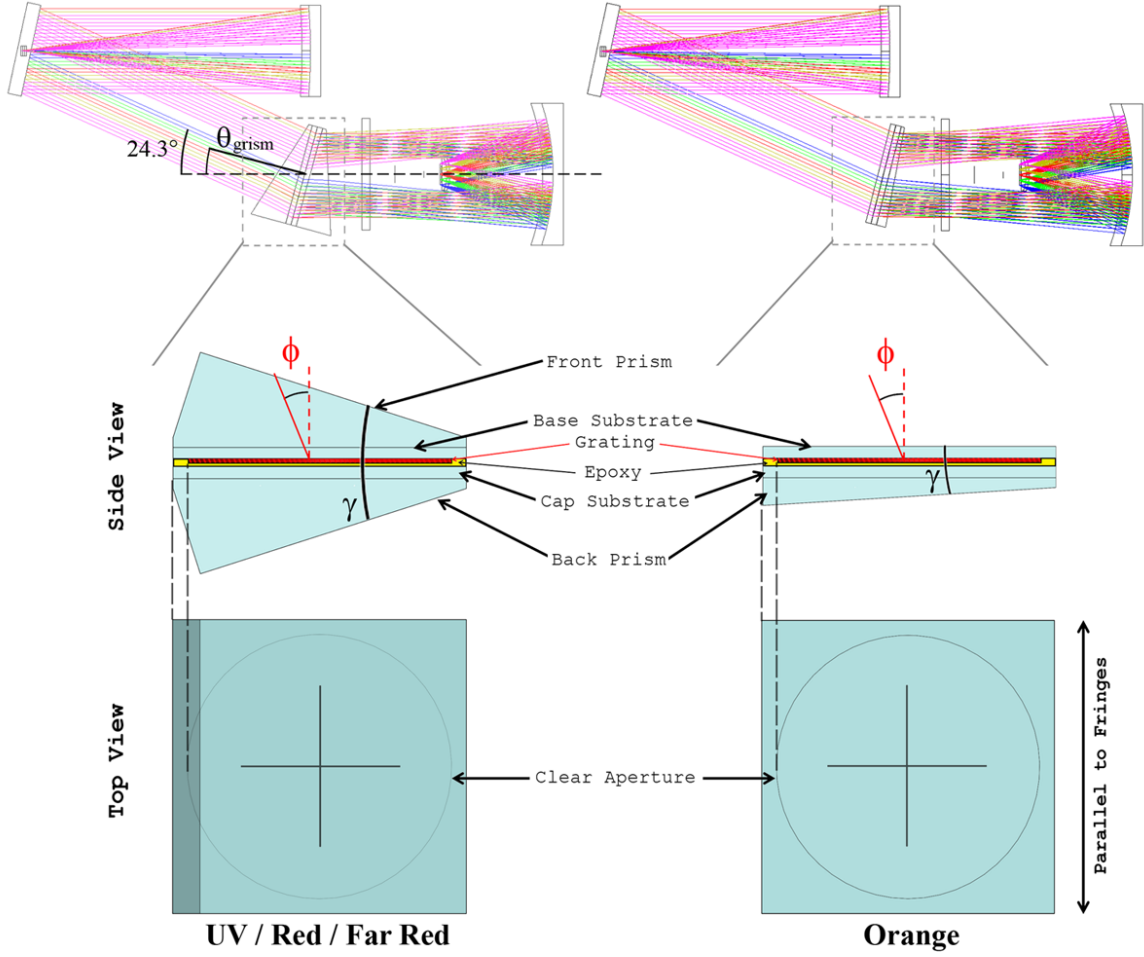 24.3°
θgrism
ϕ
ϕ
Front Prism
Base Substrate
Grating
Epoxy
Cap Substrate
Back Prism
γ
γ
Side View
Top View
Clear Aperture
Parallel to Fringes
UV / Red / Far Red
Orange